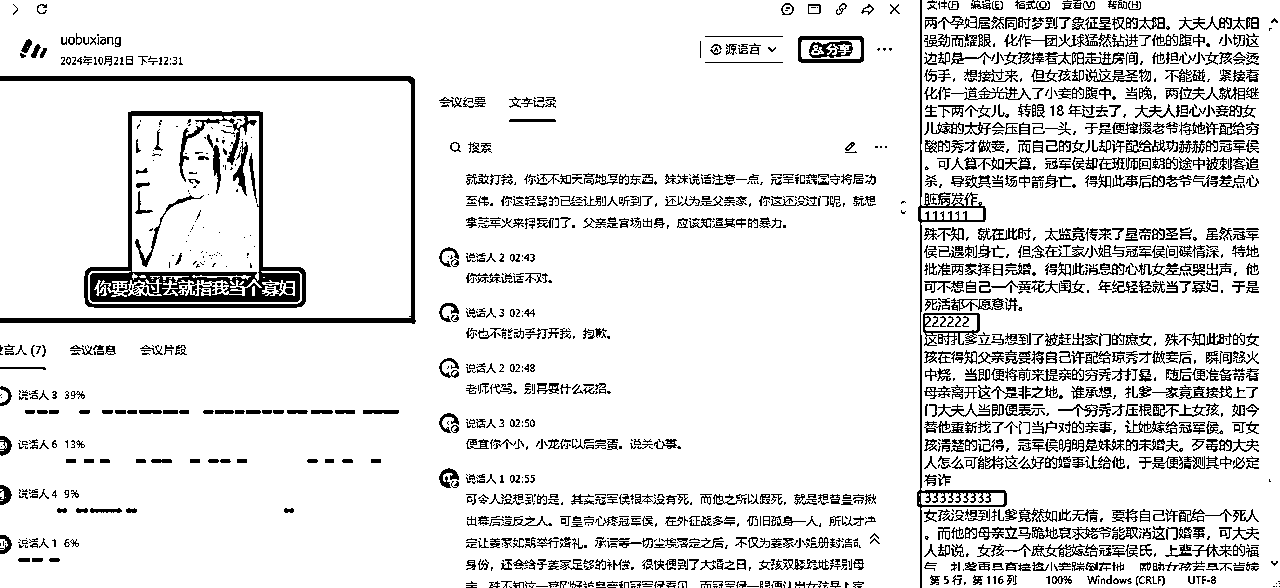 uobuxiang
2024年10月21日 下午12:31
源语言
分享
你要嫁过去就指我当个寡妇
言人 (7) 会议信息 会议片段
说话人 3 39%
说话人 6 13%
说话人 4 9%
说话人 1 6%
会议纪要 文字记录
搜索
就敢打我，你还不知天高地厚的东西。妹妹说话注意一点，冠军和魏国守将居功
至伟。你这轻骂的已经让人听到了，还以为是父亲家，你这还没过门呢，就想
拿冠军火来择我们了。父亲是官场出身，应该知道其中的暴力。
说话人 2 02:43
你妹妹说话不对。
说话人 3 02:44
你也不能动手打开我，抱歉。
说话人 2 02:48
老师代骂。别再耍什么花招。
说话人 3 02:50
便宜你个小，小龙你以后完蛋。说关心事。
说话人 1 02:55
可令人没想到的是，其实冠军侯根本没有死，而他之所以假死，就是想替皇帝揪
出幕后造反之人。可皇帝心疼冠军侯，在外征战多年，仍旧孤身一人，所以才决
定让姜家如期举行婚礼。承诺等一切尘埃落定之后，不仅为姜家小姐册封诰命
身份，还会给予姜家足够的补偿。很快便到了大婚之日，女孩双膝跪地拜别母
文件(F) 编辑(E) 格式(O) 查看(V) 帮助(H)
两个孕妇居然同时梦到了象征皇权的太阳。大夫人的太阳
强劲而耀眼，化作一团火球猛然钻进了他的腹中。小切这
边却是一个小女孩捧着太阳走进房间，他担心小女孩会烫
伤手，想接过来，但女孩却说这是圣物，不能碰，紧接着
化作一道金光进入了小妾的腹中。当晚，两位夫人就相继
生下两个女儿。转眼 18 年过去了，大夫人担心小妾的女
儿嫁的太好会压自己一头，于是便撺掇老爷将她许配给穷
酸的秀才做妾，而自己的女儿却许配给战功赫赫的冠军侯
。可人算不如天算，冠军侯却在班师回朝的途中被刺客追
杀，导致其当场中箭身亡。得知此事后的老爷气得差点心
脏病发作。
111111
殊不知，就在此时，太监竟传来了皇帝的圣旨。虽然冠军
侯已遇刺身亡，但念在江家小姐与冠军侯间碟情深，特地
批准两家择日完婚。得知此消息的心机女差点哭出声，他
可不想自己一个黄花大闺女，年纪轻轻就当了寡妇，于是
死活都不愿意讲。
222222
这时扎爹立马想到了被赶出家门的庶女，殊不知此时的女
孩在得知父亲竟要将自己许配给琼秀才做妾后，瞬间怒火
中烧，当即便将前来提亲的穷秀才打晕，随后便准备带着
母亲离开这个是非之地。谁承想，扎爹一家竟直接找上了
门大夫人当即便表示，一个穷秀才压根配不上女孩，如今
替他重新找了个门当户对的亲事，让她嫁给冠军侯。可女
孩清楚的记得，冠军侯明明是妹妹的未婚夫。歹毒的大夫
人怎么可能将这么好的婚事让给他，于是便猜测其中必定
有诈
333333333
女孩没想到扎爹竟然如此无情，要将自己许配给一个死人
。而他的母亲立马跪地哀求姥爷能取消这门婚事，可大夫
人却说，女孩一个庶女能嫁给冠军侯氏，上辈子休来的福
第 5 行，第 116 列 100% Windows (CRLF) UTF-8